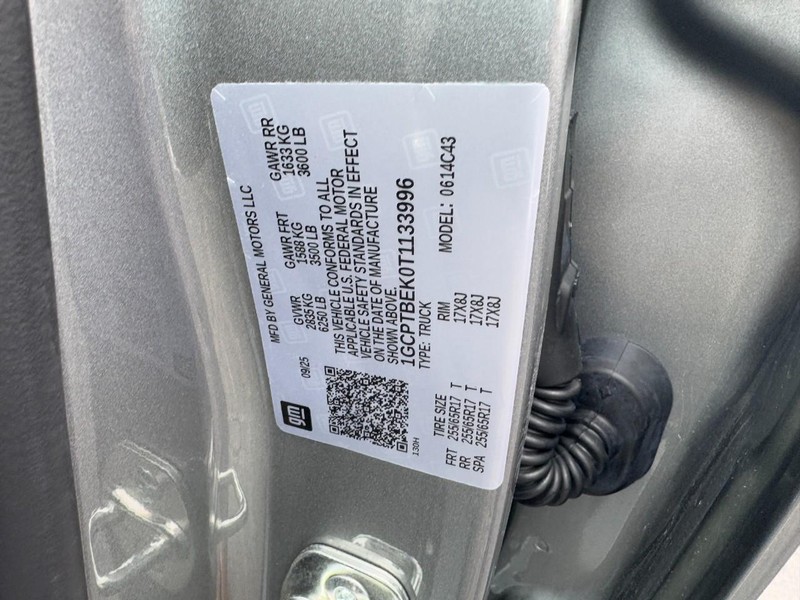 MFD BY GENERAL MOTORS LLC
09/25 GVWR GAWR FRT GAWR RR
2835 KG 1588 KG 1633 KG
6250 LB 3500 LB 3600 LB
THIS VEHICLE CONFORMS TO ALL
APPLICABLE U.S. FEDERAL MOTOR
VEHICLE SAFETY STANDARDS IN EFFECT
ON THE DATE OF MANUFACTURE
SHOWN ABOVE.
1GCPTBEK0T1133996
TYPE: TRUCK MODEL: 0614C43
gm
130H
TIRE SIZE RIM
FRT 255/65R17 T 17X8J
RR 255/65R17 T 17X8J
SPA 255/65R17 T 17X8J